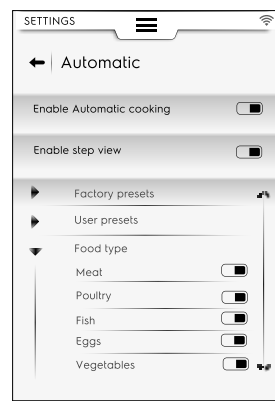 SETTINGS
Automatic
Enable Automatic cooking
Enable step view
Factory presets
User presets
Food type
Meat
Poultry
Fish
Eggs
Vegetables